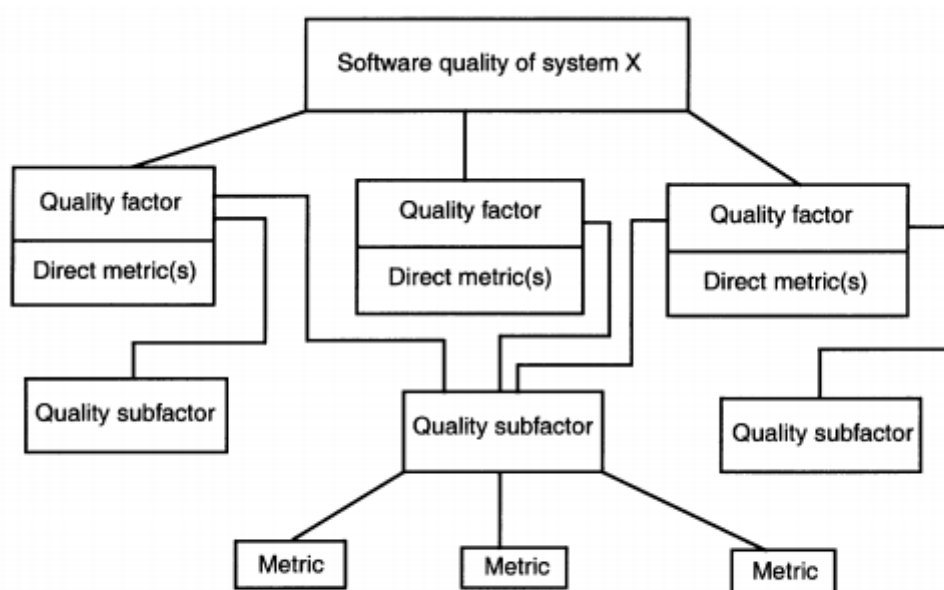 Software quality of system X
Quality factor
Direct metric(s)
Quality factor
Direct metric(s)
Quality factor
Direct metric(s)
Quality subfactor
Quality subfactor
Quality subfactor
Metric
Metric
Metric